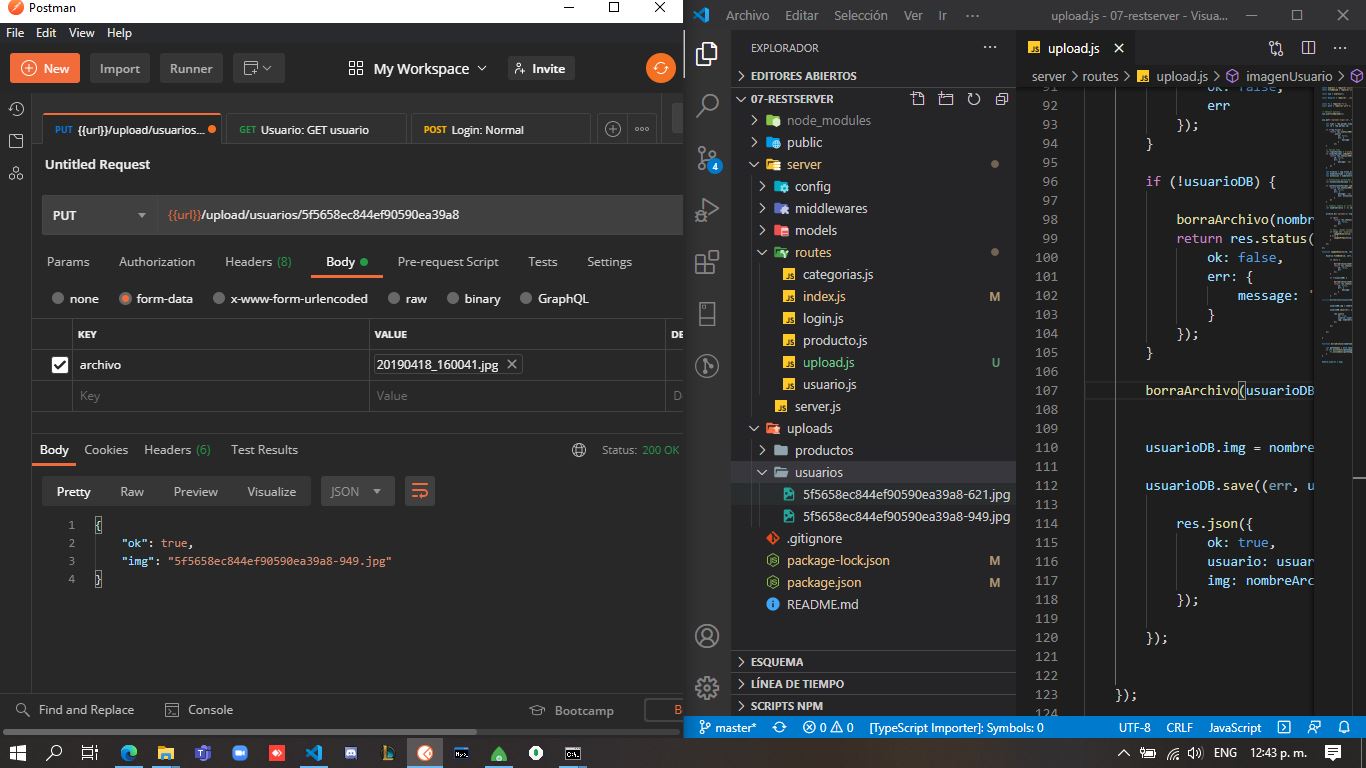 Postman
File Edit View Help
New
Import
Runner
My Workspace
Invite
PUT {{url}}/upload/usuarios...
GET Usuario: GET usuario
POST Login: Normal
Untitled Request
PUT
{{url}}/upload/usuarios/5f5658ec844ef90590ea39a8
Params Authorization Headers (8) Body Pre-request Script Tests Settings
none form-data x-www-form-urlencoded raw binary GraphQL
KEY VALUE DE
archivo 20190418_160041.jpg
Key Value De
Body Cookies Headers (6) Test Results Status: 200 OK
Pretty Raw Preview Visualize JSON
1 {
2 "ok": true,
3 "img": "5f5658ec844ef90590ea39a8-949.jpg"
4 }
Find and Replace Console Bootcamp B
Archivo Editar Selección Ver Ir ··· upload.js - 07-restserver - Visua...
EXPLORADOR
EDITORES ABIERTOS
07-RESTSERVER
node_modules
public
server
config
middlewares
models
routes
categorias.js
index.js M
login.js
producto.js
upload.js U
usuario.js
server.js
uploads
productos
usuarios
5f5658ec844ef90590ea39a8-621.jpg
5f5658ec844ef90590ea39a8-949.jpg
.gitignore
package-lock.json M
package.json M
README.md
ESQUEMA
LÍNEA DE TIEMPO
SCRIPTS NPM
4
upload.js
server > routes > upload.js > imagenUsuario >
91 ok: false,
92 err
93 });
94 }
95
96 if (!usuarioDB) {
97
98 borraArchivo(nombr
99 return res.status(
100 ok: false,
101 err: {
102 message: '
103 }
104 });
105 }
106
107 borraArchivo(usuarioDB
108
109
110 usuarioDB.img = nombre
111
112 usuarioDB.save((err, u
113
114 res.json({
115 ok: true,
116 usuario: usuar
117 img: nombreArc
118 });
119
120 });
121
122
123 });
124
master* 0 0 [TypeScript Importer]: Symbols: 0 UTF-8 CRLF JavaScript
ENG 12:43 p. m.